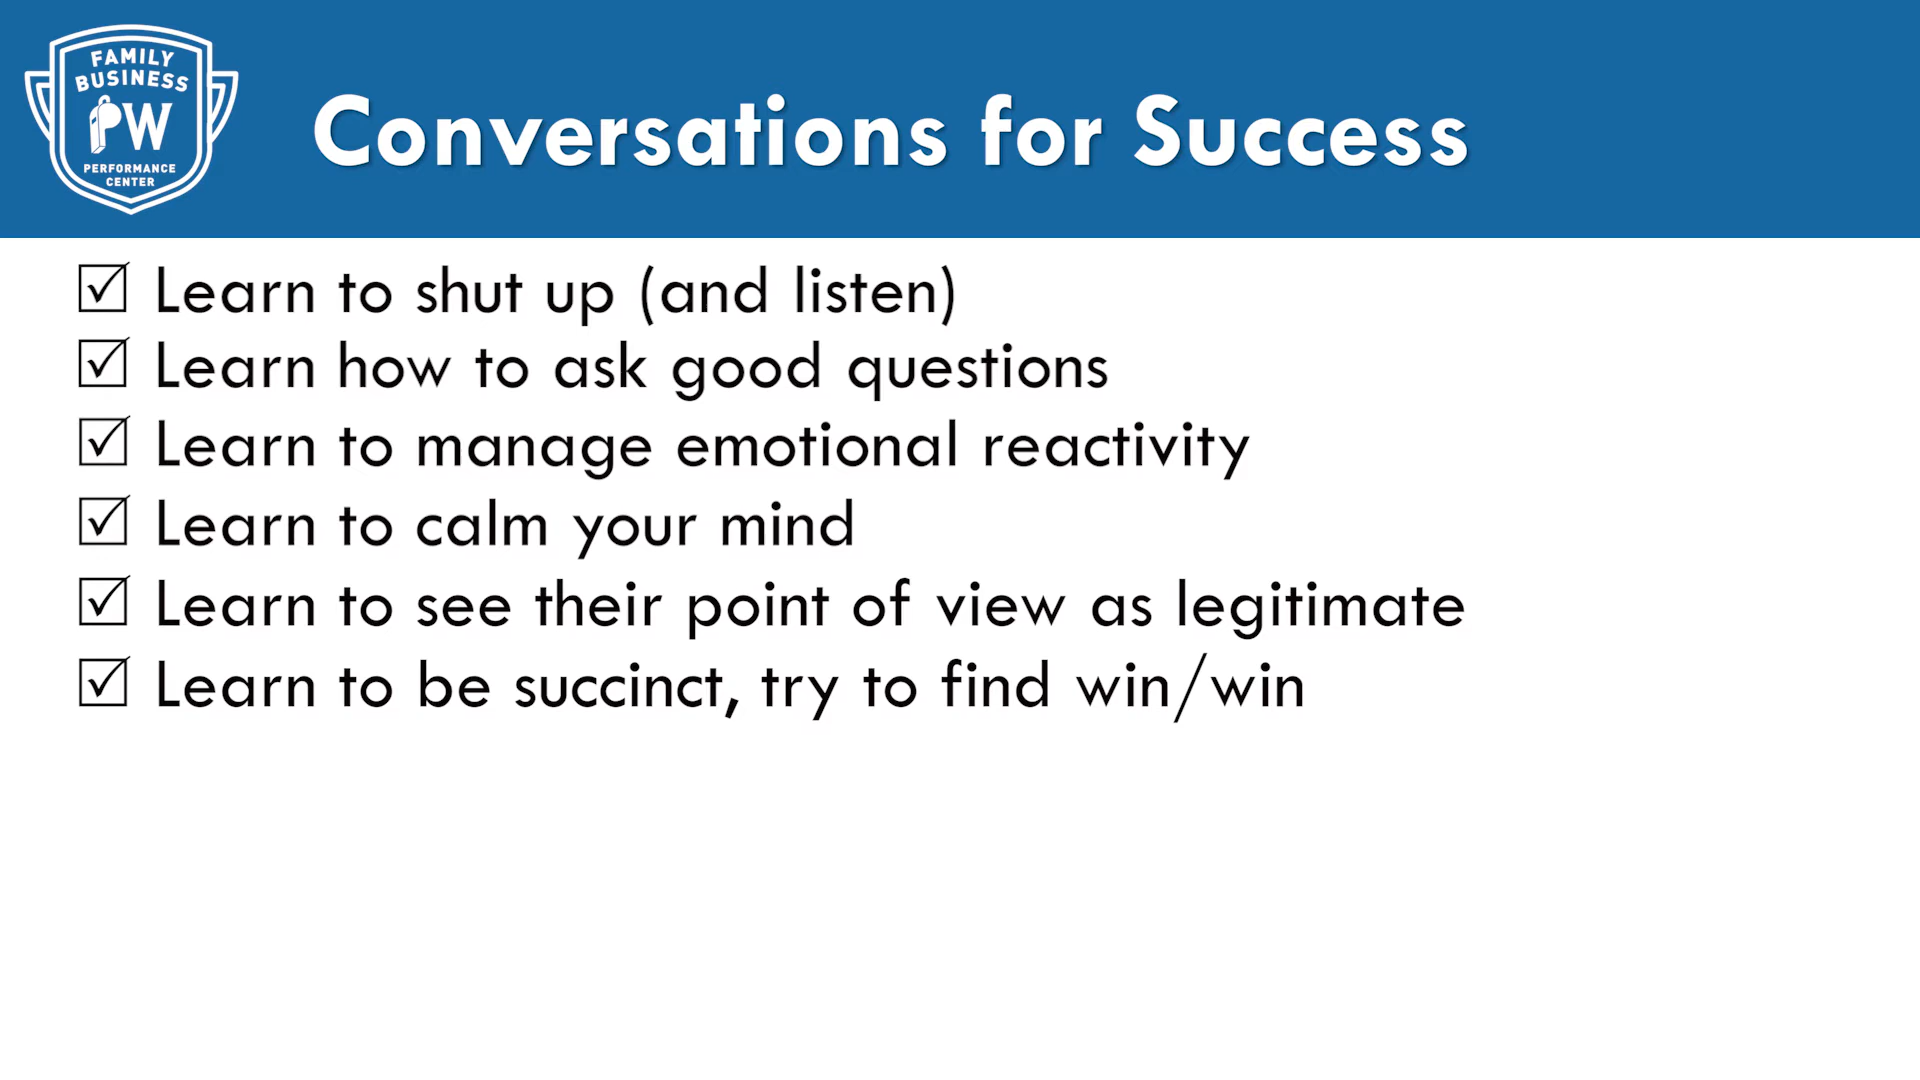 FAMILY
BUSINESS
PW
PERFORMANCE
CENTER
Conversations for Success
Learn to shut up (and listen)
Learn how to ask good questions
Learn to manage emotional reactivity
Learn to calm your mind
Learn to see their point of view as legitimate
Learn to be succinct, try to find win/win